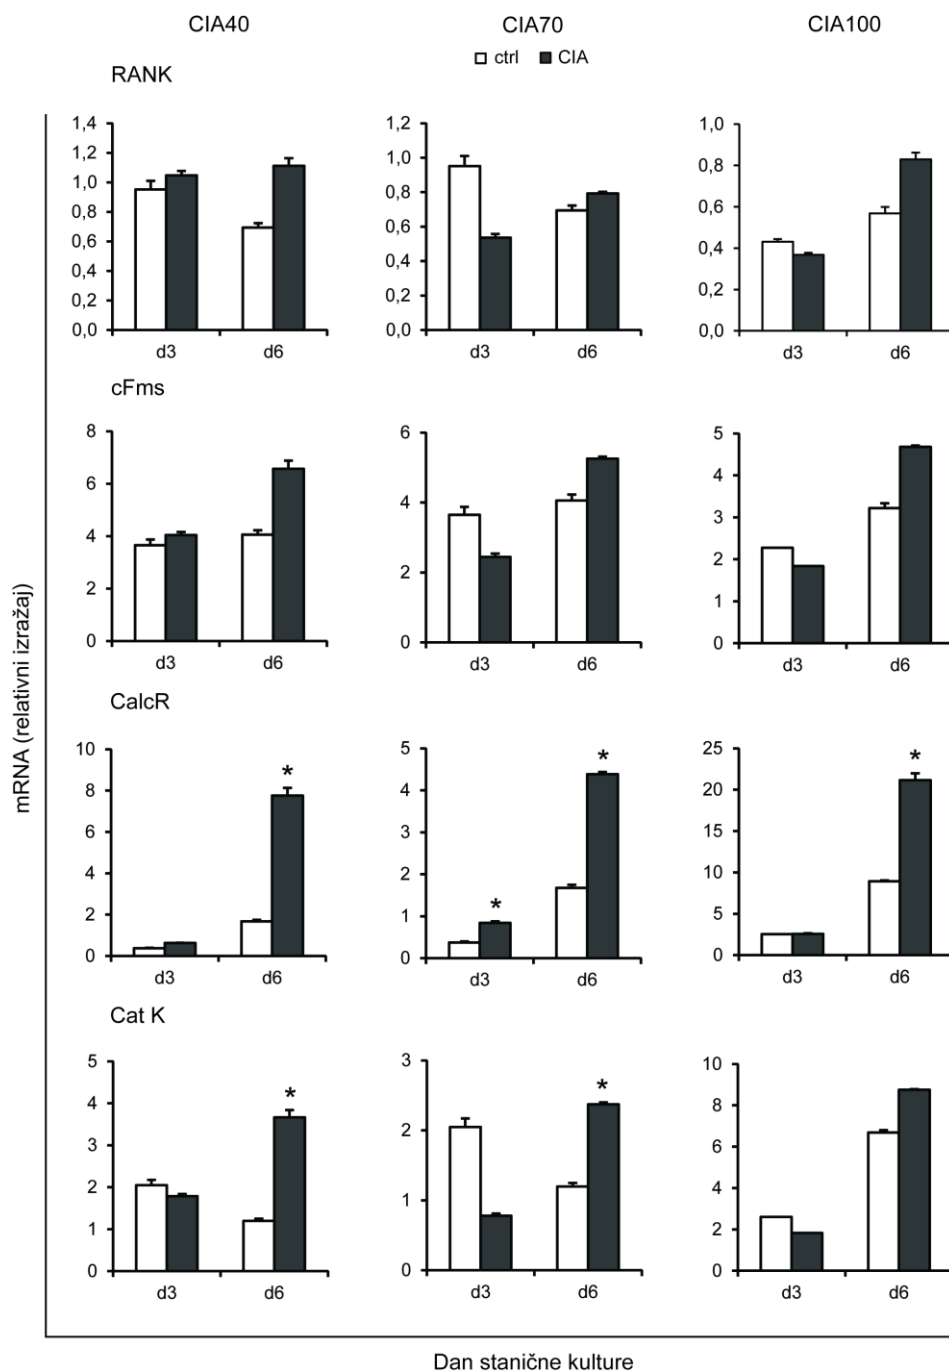 CIA40 CIA70 CIA100
ctrl CIA
RANK
1,4 1,2 1,0
1,2 1,0 0,8
1,0 0,8 0,6
0,8 0,6 0,4
0,6 0,4 0,2
0,4 0,2 0,0
0,2 0,0
0,0
d3 d6 d3 d6 d3 d6
cFms
8 6 5
6 4 4
4 2 3
2 0 2
0 1
0
d3 d6 d3 d6 d3 d6
CalcR
10 5 25
8 * 4 * 20 *
6 3 15
4 2 10
2 1 * 5
0 0 0
d3 d6 d3 d6 d3 d6
Cat K
5 3 10
4 * 2 * 8
3 1 6
2 0 4
1 2
0 0
d3 d6 d3 d6 d3 d6
mRNA (relativni izražaj)
Dan stanične kulture